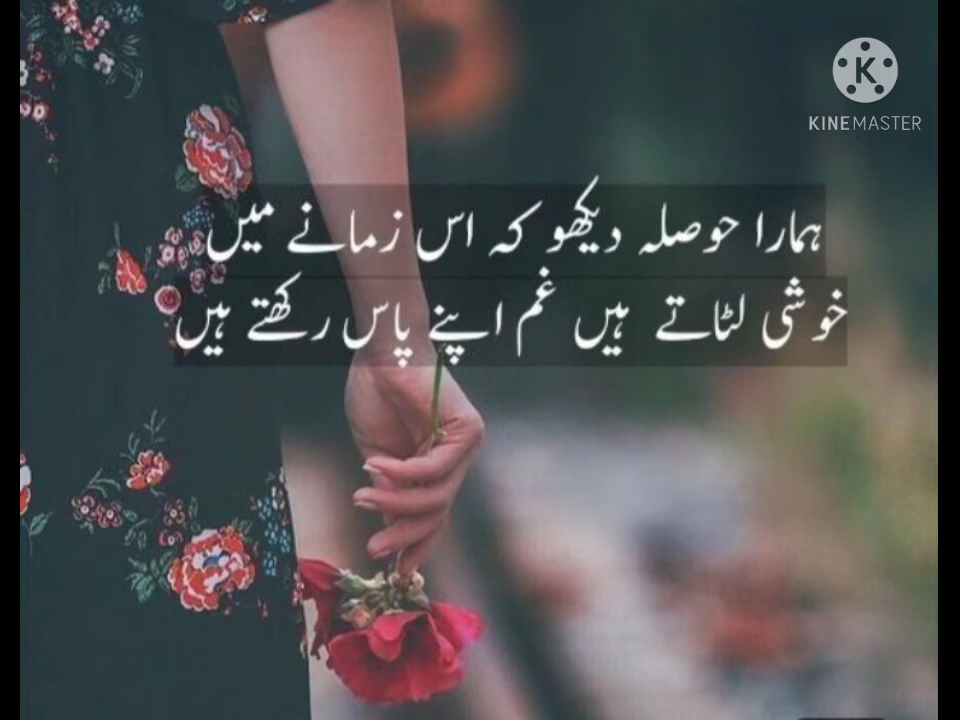 K
KINEMASTER
ہمارا حوصلہ دیکھو کہ اس زمانے میں
خوشی لٹاتے ہیں غم اپنے پاس رکھتے ہیں